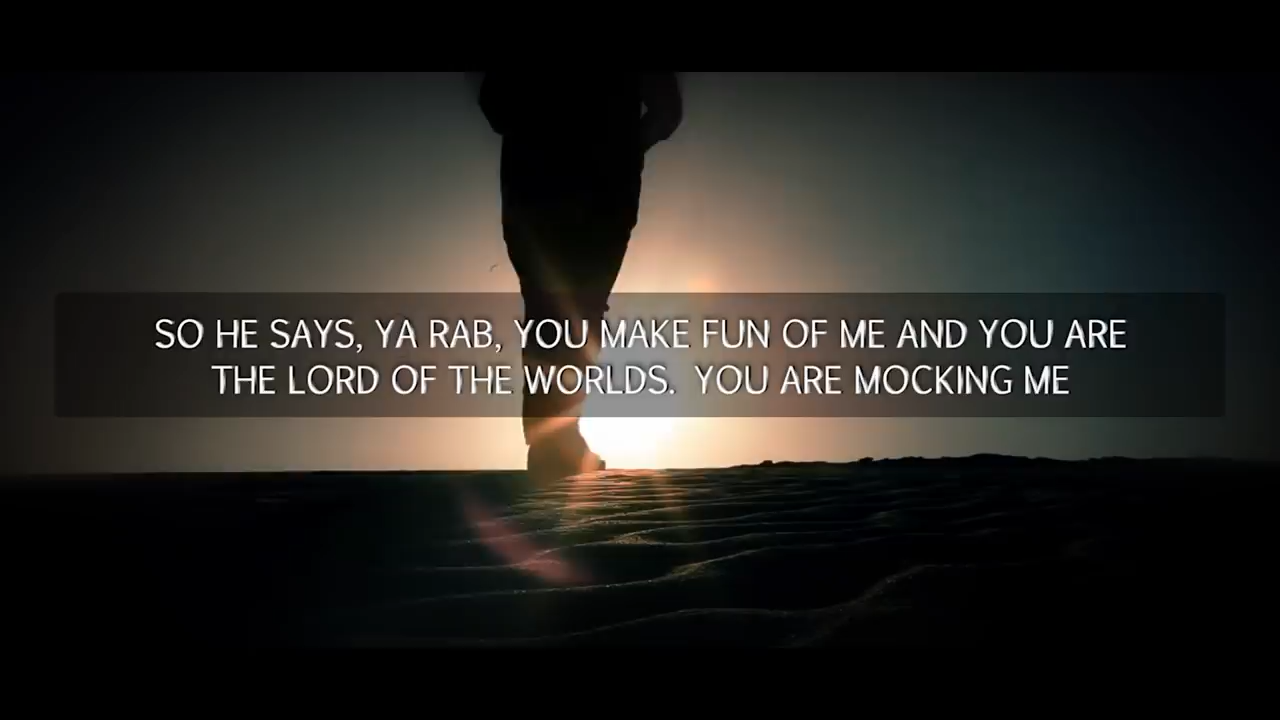 SO HE SAYS, YA RAB, YOU MAKE FUN OF ME AND YOU ARE
THE LORD OF THE WORLDS. YOU ARE MOCKING ME